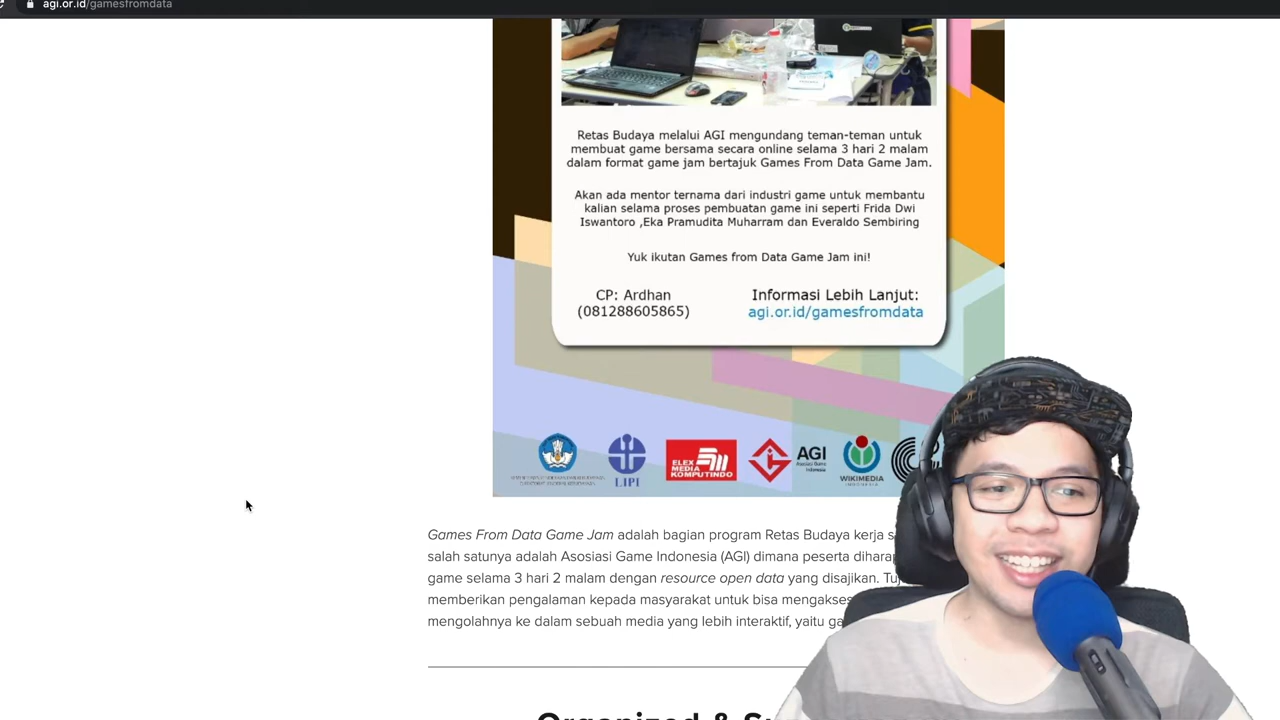 agi.or.id/gamesfromdata
Retas Budaya melalui AGI mengundang teman-teman untuk
membuat game bersama secara online selama 3 hari 2 malam
dalam format game jam bertajuk Games From Data Game Jam.
Akan ada mentor ternama dari industri game untuk membantu
kalian selama proses pembuatan game ini seperti Frida Dwi
Iswantoro ,Eka Pramudita Muharram dan Everaldo Sembiring
Yuk ikutan Games from Data Game Jam ini!
CP: Ardhan
(081288605865)
Informasi Lebih Lanjut:
agi.or.id/gamesfromdata
LIPI
ELEX
MEDIA
KOMPUTINDO
AGI
Asosiasi Game
Indonesia
WIKIMEDIA
INDONESIA
Games From Data Game Jam adalah bagian program Retas Budaya kerja
salah satunya adalah Asosiasi Game Indonesia (AGI) dimana peserta
game selama 3 hari 2 malam dengan resource open data yang disajikan.
memberikan pengalaman kepada masyarakat untuk bisa mengakses
mengolahnya ke dalam sebuah media yang lebih interaktif, yaitu
Organized &